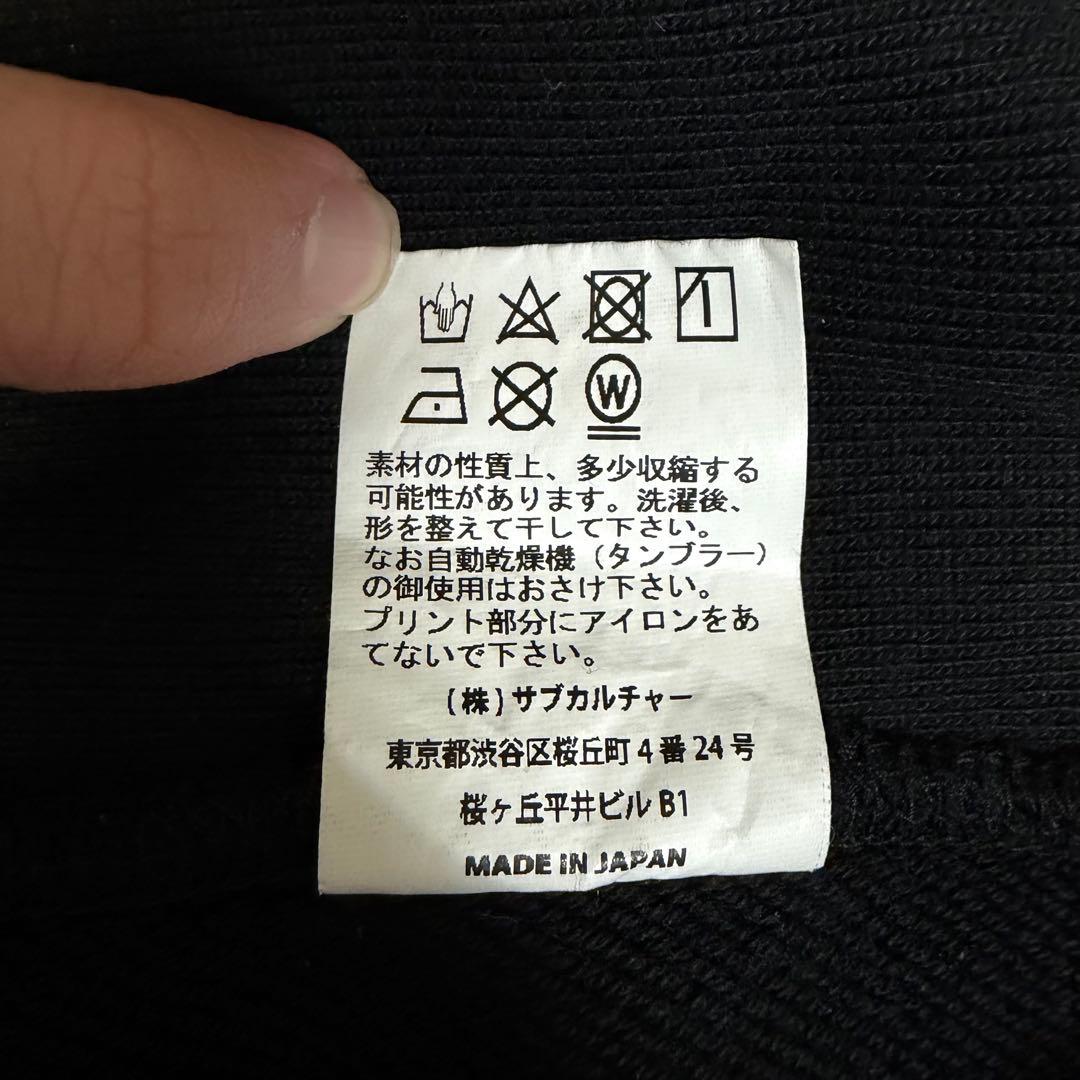 W
素材の性質上、多少収縮する
可能性があります。洗濯後、
形を整えて干して下さい。
なお自動乾燥機（タンブラー）
の御使用はおさけ下さい。
プリント部分にアイロンをあ
てないで下さい。
(株)サブカルチャー
東京都渋谷区桜丘町4番24号
桜ヶ丘平井ビルB1
MADE IN JAPAN